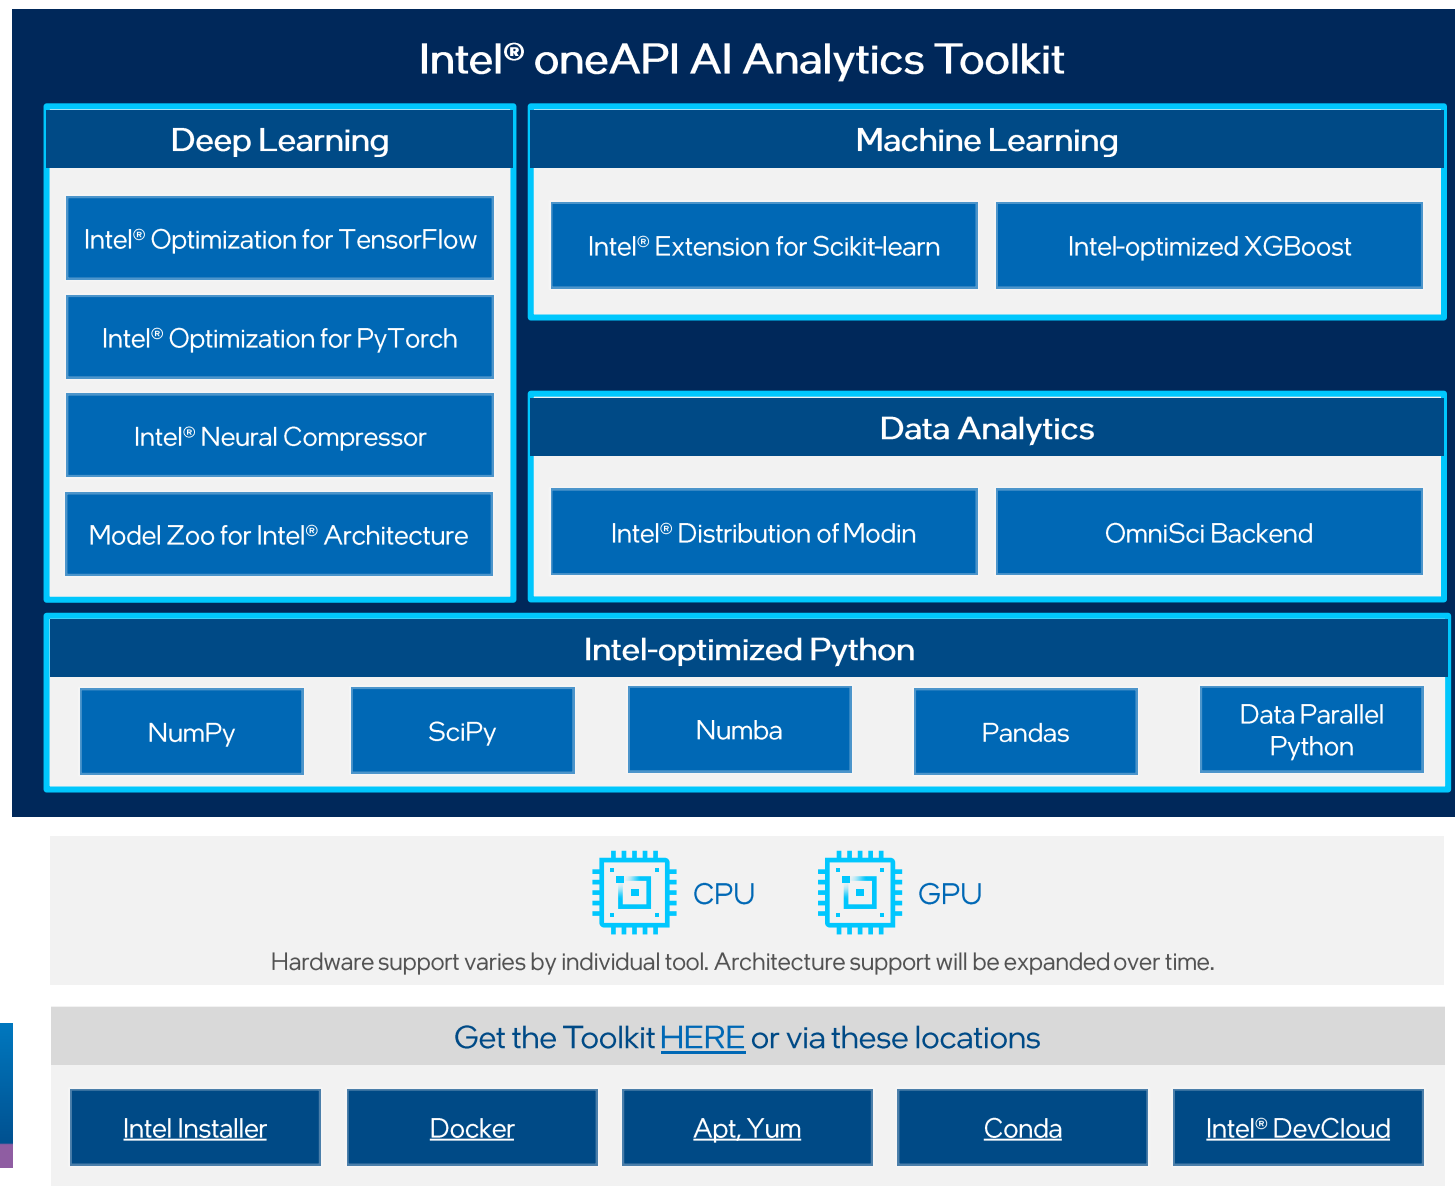 Intel® oneAPI AI Analytics Toolkit
Deep Learning
Intel® Optimization for TensorFlow
Intel® Optimization for PyTorch
Intel® Neural Compressor
Model Zoo for Intel® Architecture
Machine Learning
Intel® Extension for Scikit-learn
Intel-optimized XGBoost
Data Analytics
Intel® Distribution of Modin
OmniSci Backend
Intel-optimized Python
NumPy
SciPy
Numba
Pandas
Data Parallel
Python
CPU
GPU
Hardware support varies by individual tool. Architecture support will be expanded over time.
Get the Toolkit HERE or via these locations
Intel Installer
Docker
Apt, Yum
Conda
Intel® DevCloud